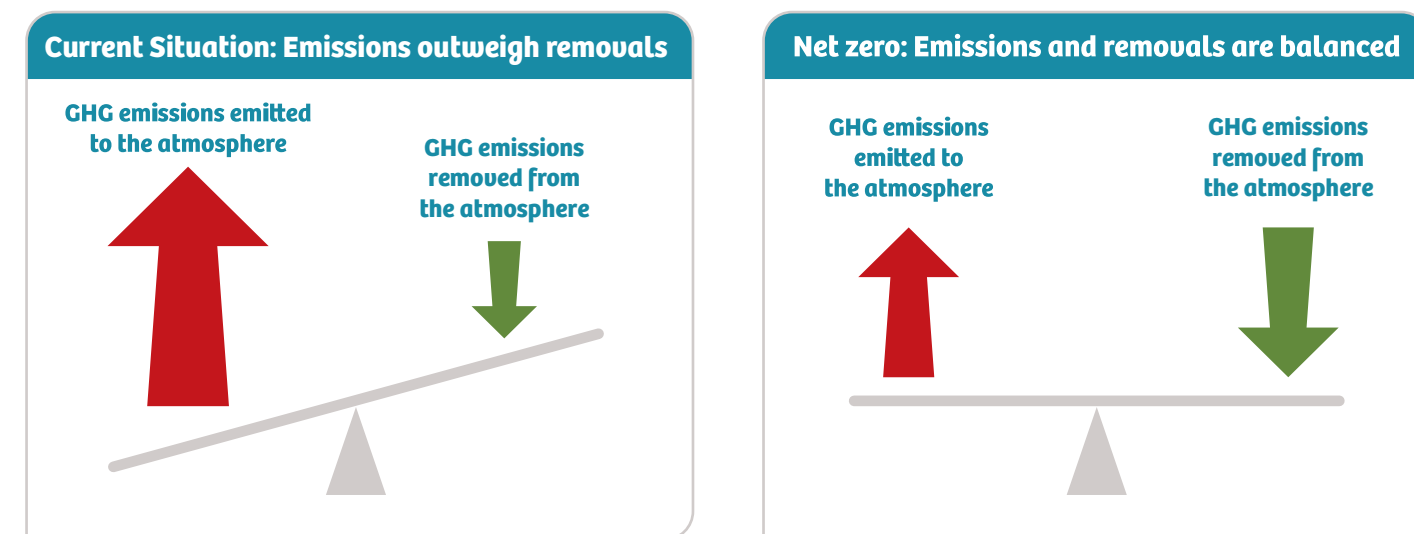 Current Situation: Emissions outweigh removals
GHG emissions emitted
to the atmosphere
GHG emissions
removed from
the atmosphere
Net zero: Emissions and removals are balanced
GHG emissions
emitted to
the atmosphere
GHG emissions
removed from
the atmosphere